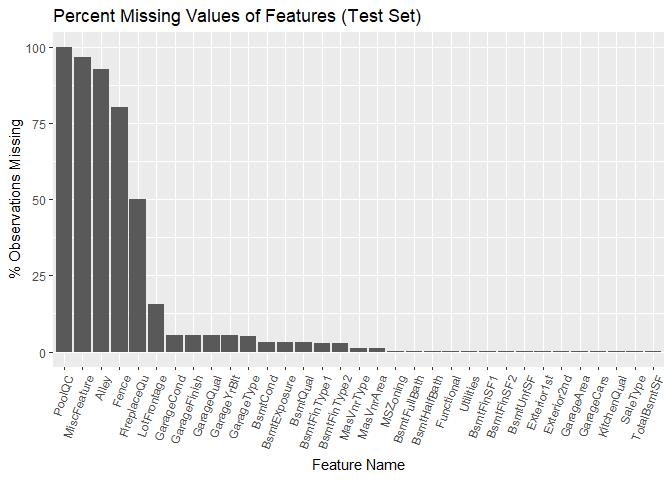 Percent Missing Values of Features (Test Set)
% Observations Missing
100
75
50
25
0
PoolQC
MiscFeature
Alley
Fence
FireplaceQu
LotFrontage
GarageCond
GarageFinish
GarageQual
GarageYrBlt
GarageType
BsmtCond
BsmtExposure
BsmtQual
BsmtFinType1
BsmtFinType2
MasVnrType
MasVnrArea
MSZoning
BsmtFullBath
BsmtHalfBath
Functional
Utilities
BsmtFinSF1
BsmtFinSF2
BsmtUnfSF
Exterior1st
Exterior2nd
GarageArea
GarageCars
KitchenQual
SaleType
TotalBsmtSF
Feature Name